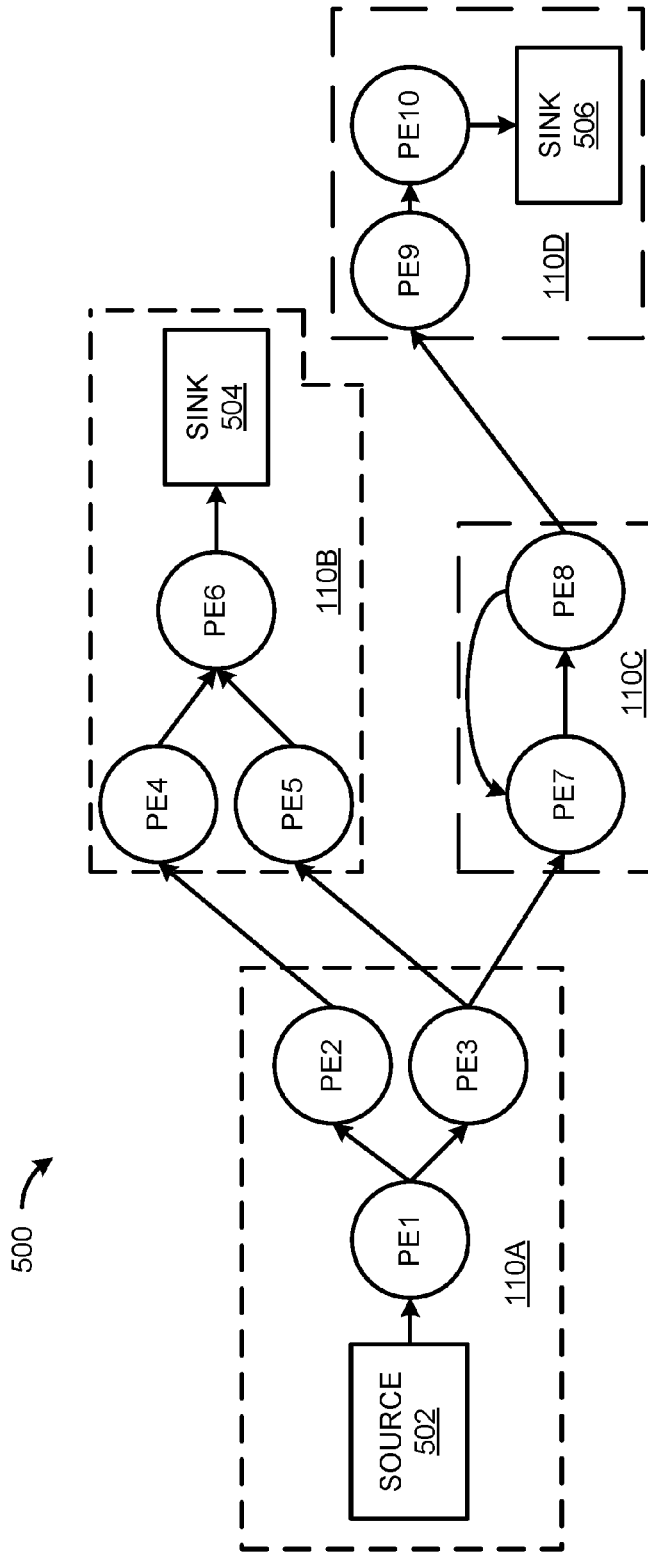 500
SOURCE
502
PE1
PE2
PE3
110A
PE4
PE5
PE6
SINK
504
110B
PE7
PE8
110C
PE9
PE10
SINK
506
110D